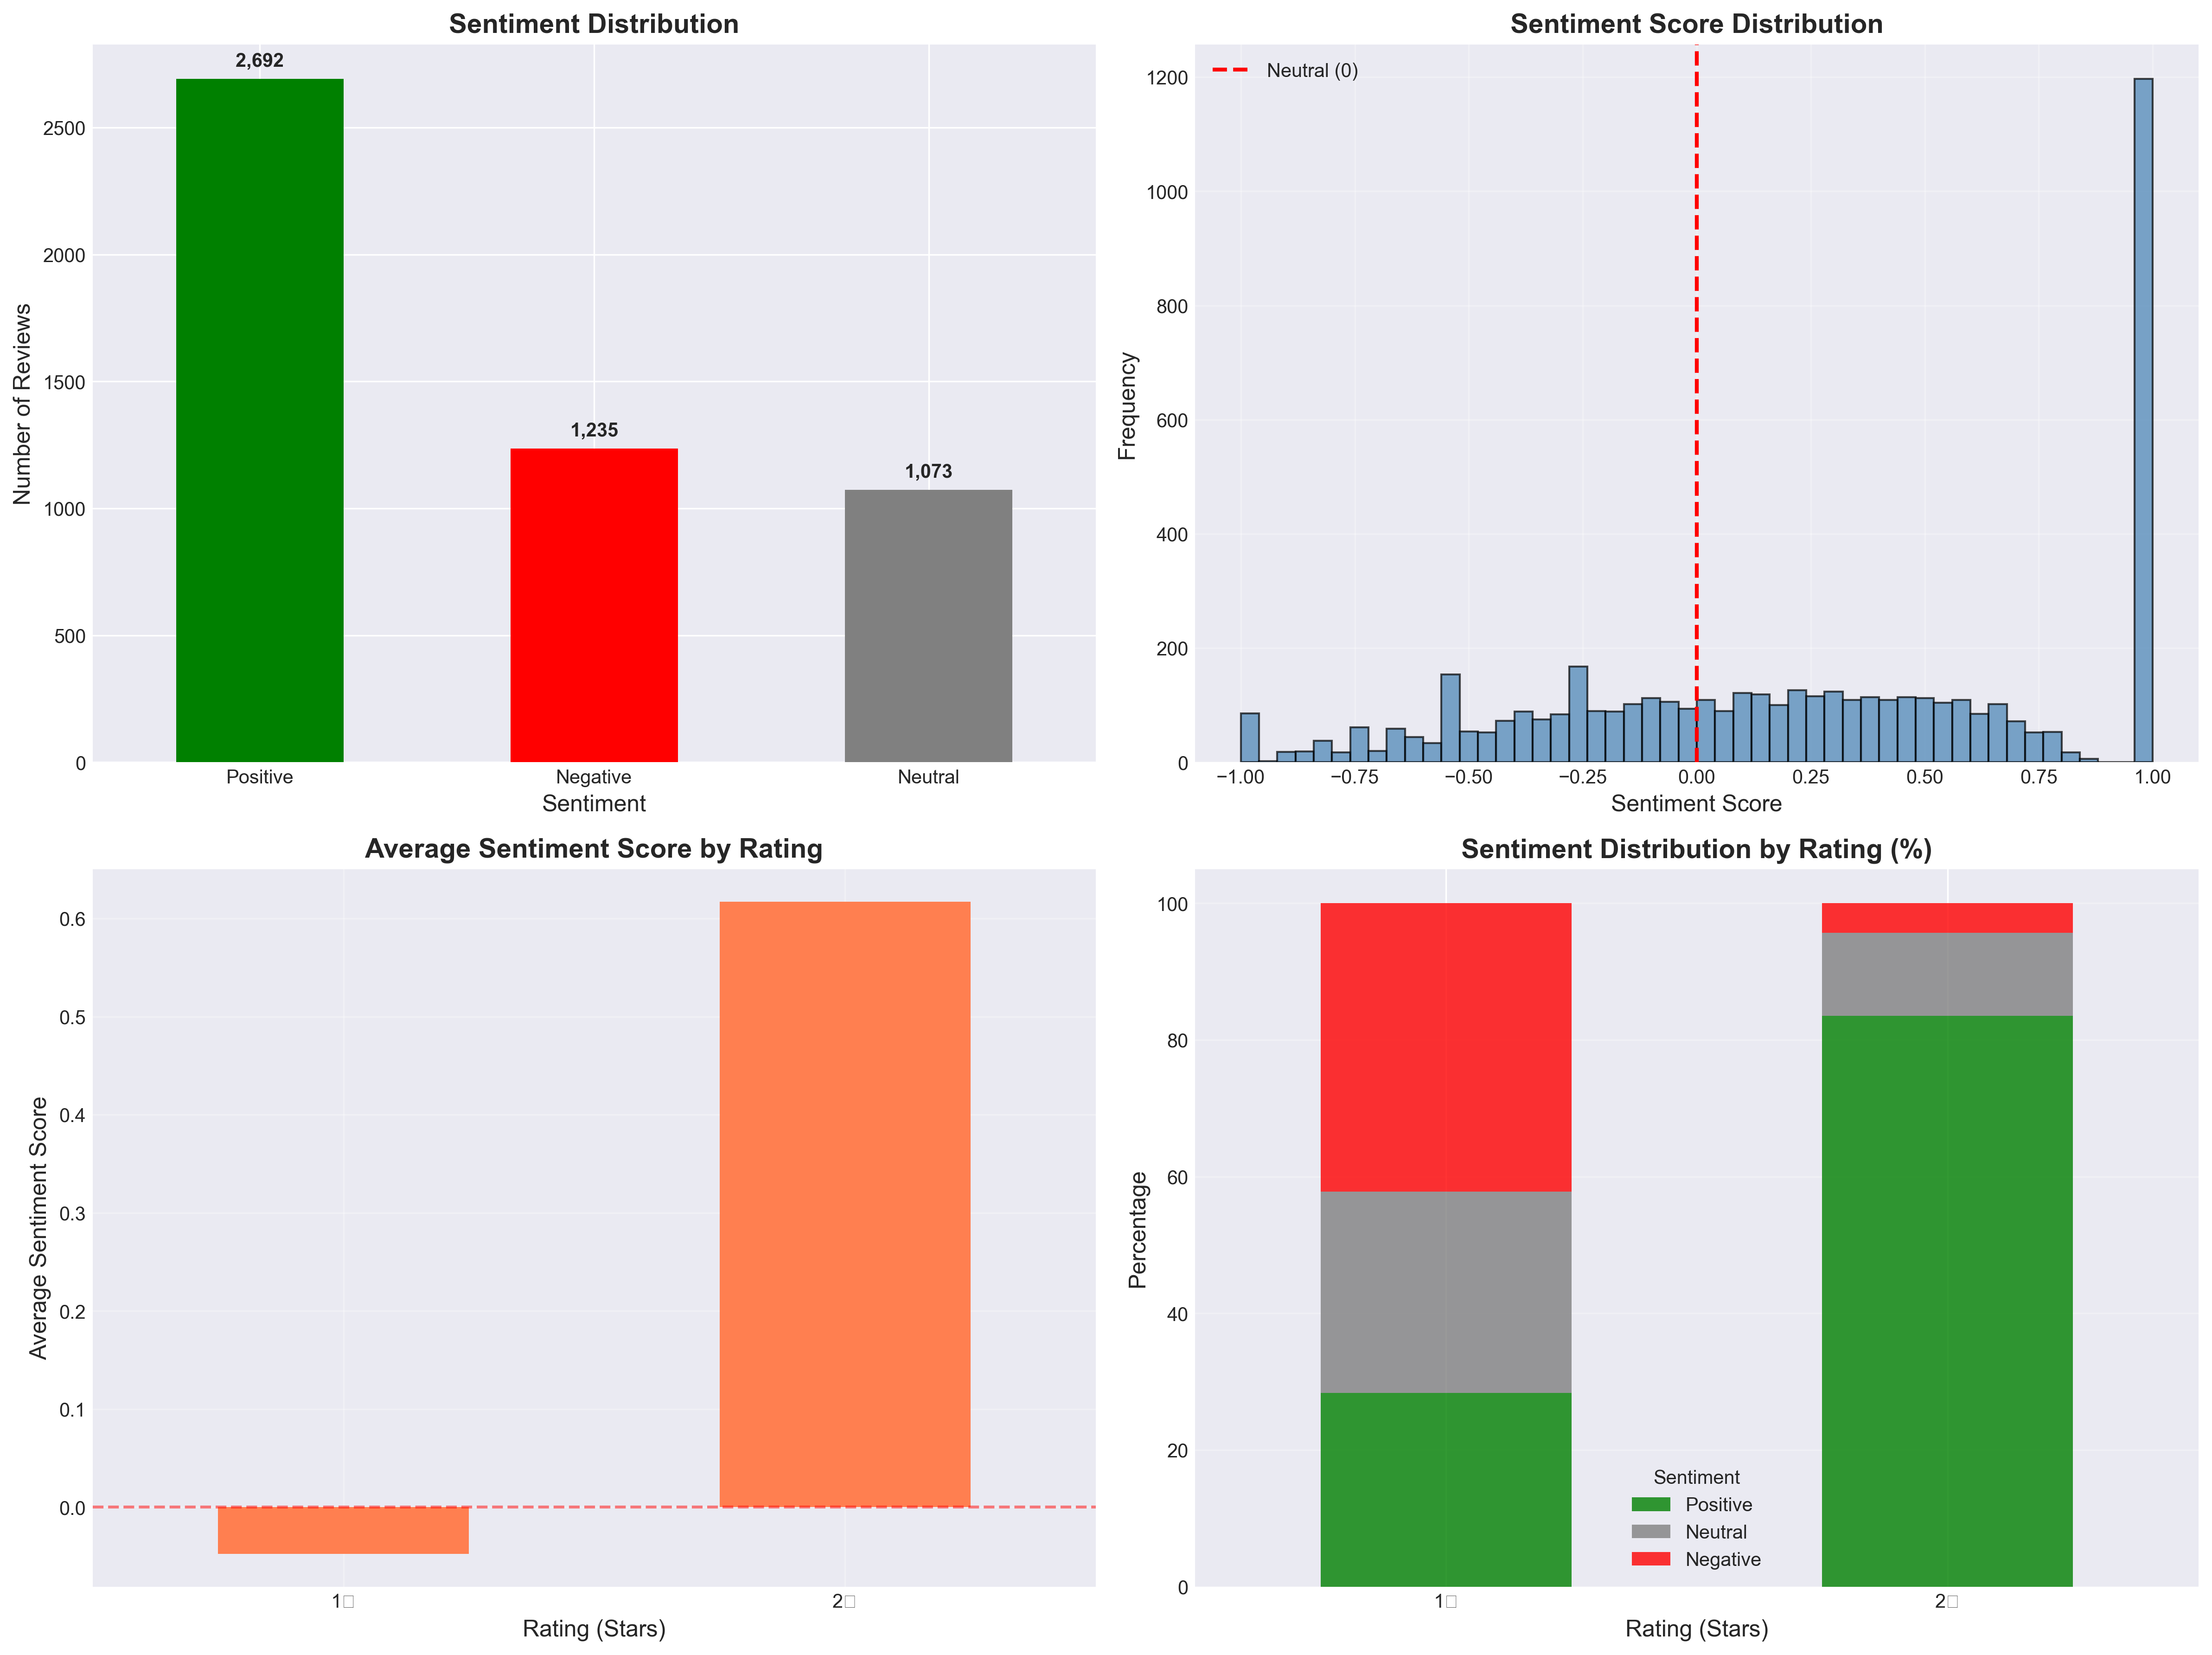 Sentiment Distribution
2,692
1,235
1,073
2500
2000
1500
1000
500
0
Number of Reviews
Positive
Negative
Neutral
Sentiment
Sentiment Score Distribution
Neutral (0)
1200
1000
800
600
400
200
0
Frequency
−1.00
−0.75
−0.50
−0.25
0.00
0.25
0.50
0.75
1.00
Sentiment Score
Average Sentiment Score by Rating
0.6
0.5
0.4
0.3
0.2
0.1
0.0
Average Sentiment Score
1□
2□
Rating (Stars)
Sentiment Distribution by Rating (%)
100
80
60
40
20
0
Percentage
Sentiment
Positive
Neutral
Negative
1□
2□
Rating (Stars)